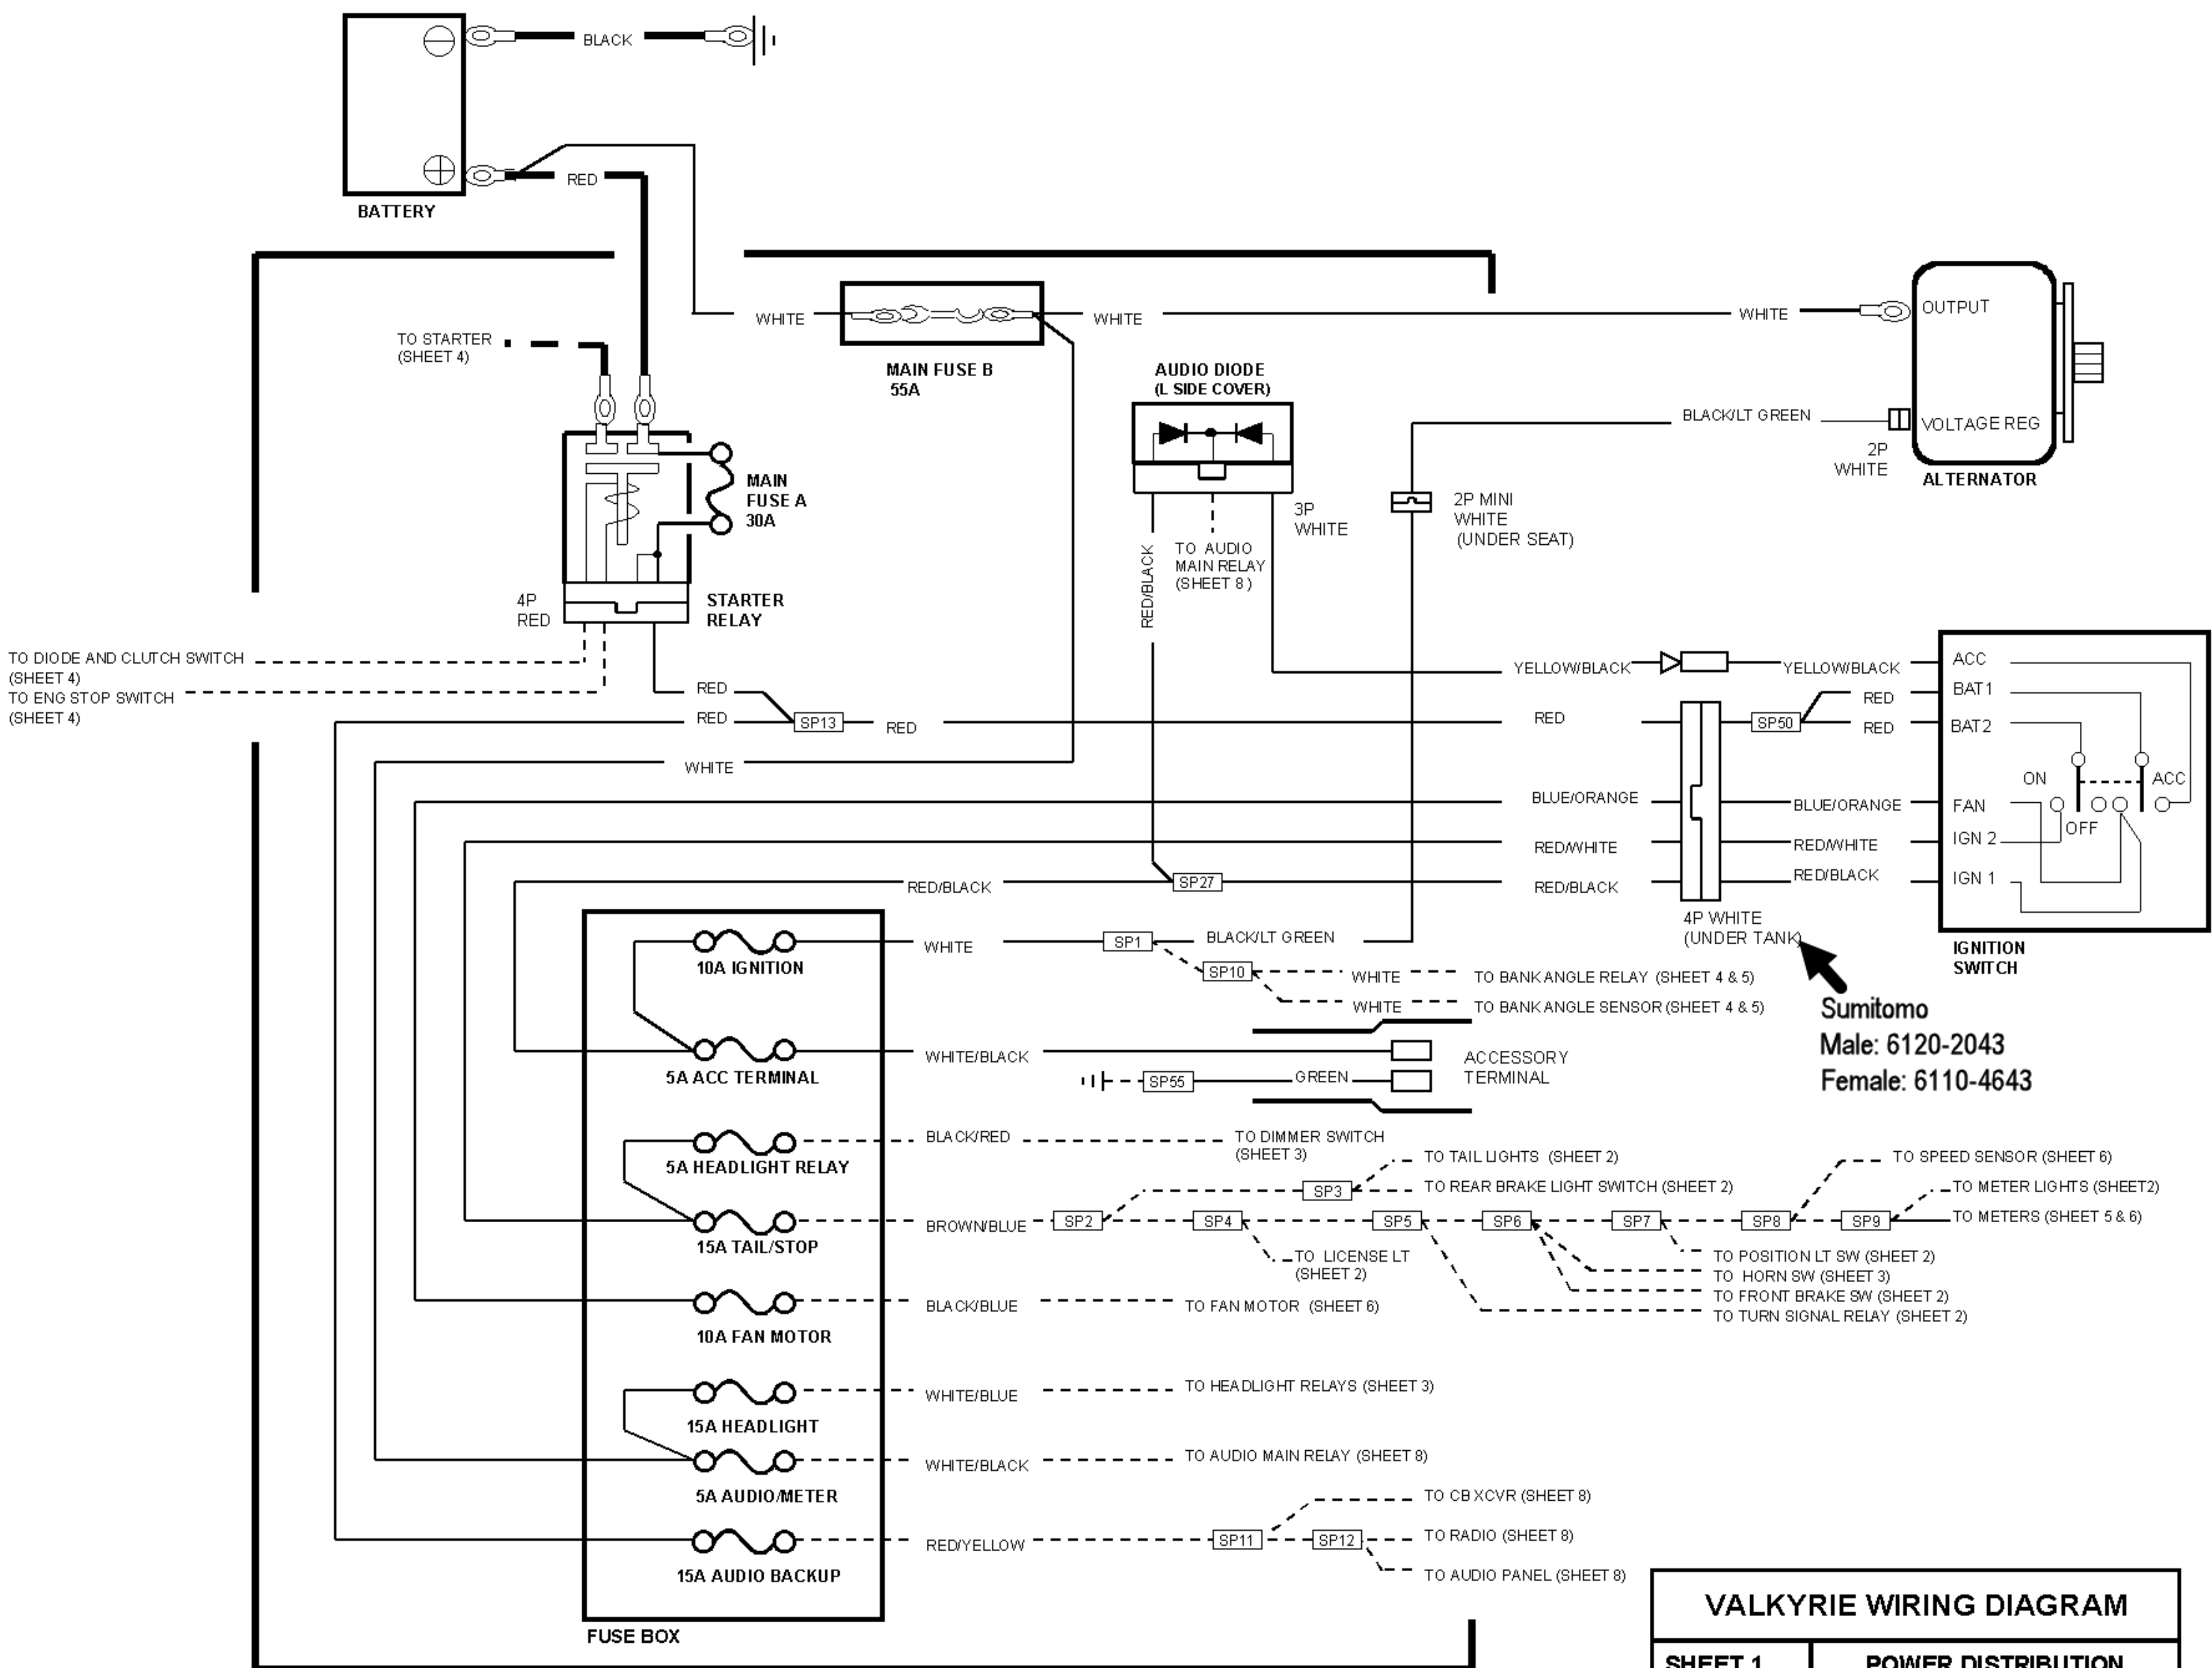 BLACK
RED
BATTERY
WHITE
WHITE
WHITE
OUTPUT
TO STARTER
(SHEET 4)
MAIN FUSE B
55A
AUDIO DIODE
(L SIDE COVER)
BLACK/LT GREEN
VOLTAGE REG
2P
WHITE
ALTERNATOR
MAIN
FUSE A
30A
3P
WHITE
2P MINI
WHITE
(UNDER SEAT)
RED/BLACK
TO AUDIO
MAIN RELAY
(SHEET 8)
4P
RED
STARTER
RELAY
TO DIODE AND CLUTCH SWITCH
(SHEET 4)
TO ENG STOP SWITCH
(SHEET 4)
YELLOW/BLACK
YELLOW/BLACK
ACC
RED
RED
BAT1
RED
SP13
RED
RED
SP50
RED
BAT2
WHITE
ON
ACC
BLUE/ORANGE
BLUE/ORANGE
FAN
OFF
RED/WHITE
RED/WHITE
IGN 2
RED/BLACK
SP27
RED/BLACK
RED/BLACK
IGN 1
4P WHITE
(UNDER TANK)
IGNITION
SWITCH
10A IGNITION
WHITE
SP1
BLACK/LT GREEN
SP10
WHITE
TO BANK ANGLE RELAY (SHEET 4 & 5)
WHITE
TO BANK ANGLE SENSOR (SHEET 4 & 5)
Sumitomo
Male: 6120-2043
Female: 6110-4643
5A ACC TERMINAL
WHITE/BLACK
ACCESSORY
TERMINAL
SP55
GREEN
BLACK/RED
TO DIMMER SWITCH
(SHEET 3)
5A HEADLIGHT RELAY
TO TAIL LIGHTS (SHEET 2)
TO SPEED SENSOR (SHEET 6)
SP3
TO REAR BRAKE LIGHT SWITCH (SHEET 2)
TO METER LIGHTS (SHEET2)
15A TAIL/STOP
BROWN/BLUE
SP2
SP4
SP5
SP6
SP7
SP8
SP9
TO METERS (SHEET 5 & 6)
TO LICENSE LT
(SHEET 2)
TO POSITION LT SW (SHEET 2)
TO HORN SW (SHEET 3)
TO FRONT BRAKE SW (SHEET 2)
TO TURN SIGNAL RELAY (SHEET 2)
BLACK/BLUE
TO FAN MOTOR (SHEET 6)
10A FAN MOTOR
WHITE/BLUE
TO HEADLIGHT RELAYS (SHEET 3)
15A HEADLIGHT
WHITE/BLACK
TO AUDIO MAIN RELAY (SHEET 8)
5A AUDIO/METER
TO CB XCVR (SHEET 8)
RED/YELLOW
SP11
SP12
TO RADIO (SHEET 8)
15A AUDIO BACKUP
TO AUDIO PANEL (SHEET 8)
FUSE BOX
VALKYRIE WIRING DIAGRAM
SHEET 1
POWER DISTRIBUTION